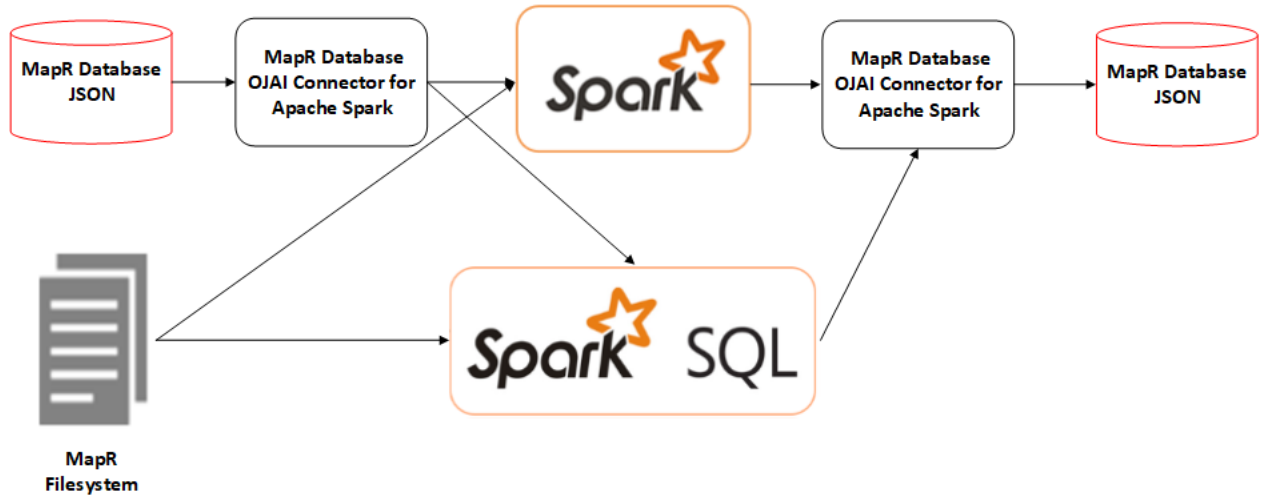 MapR Database
JSON
MapR Database
OJAI Connector for
Apache Spark
Spark
MapR Database
OJAI Connector for
Apache Spark
MapR Database
JSON
Spark SQL
MapR
Filesystem